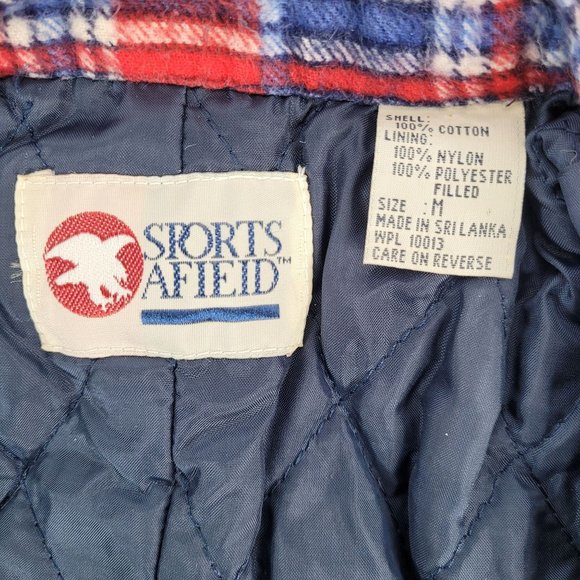 SPORTS
AFIELD™
SHELL:
100% COTTON
LINING:
100% NYLON
100% POLYESTER
FILLED
SIZE : M
MADE IN SRI LANKA
WPL 10013
CARE ON REVERSE